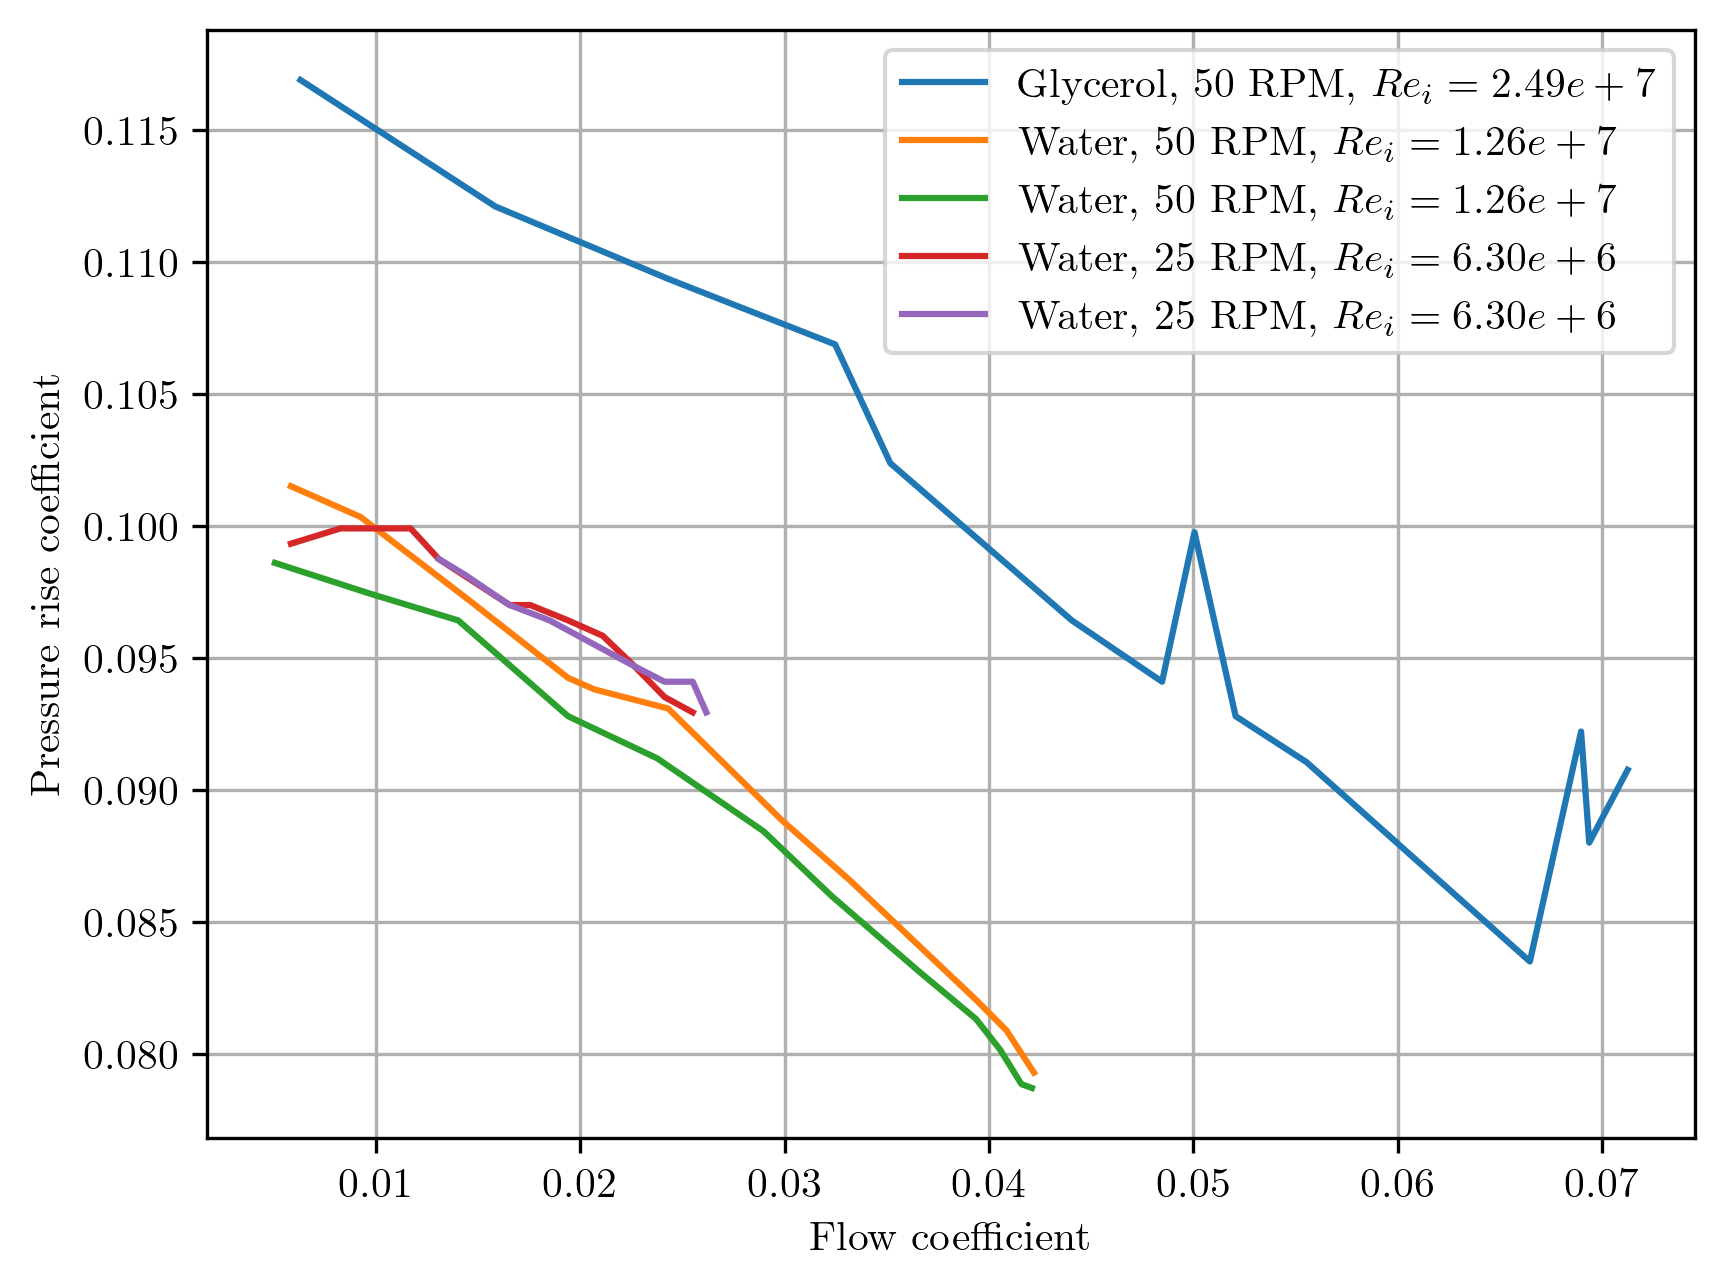 Glycerol, 50 RPM, Re_i = 2.49e + 7
Water, 50 RPM, Re_i = 1.26e + 7
Water, 50 RPM, Re_i = 1.26e + 7
Water, 25 RPM, Re_i = 6.30e + 6
Water, 25 RPM, Re_i = 6.30e + 6
0.115
0.110
0.105
0.100
0.095
0.090
0.085
0.080
Pressure rise coefficient
0.01 0.02 0.03 0.04 0.05 0.06 0.07
Flow coefficient